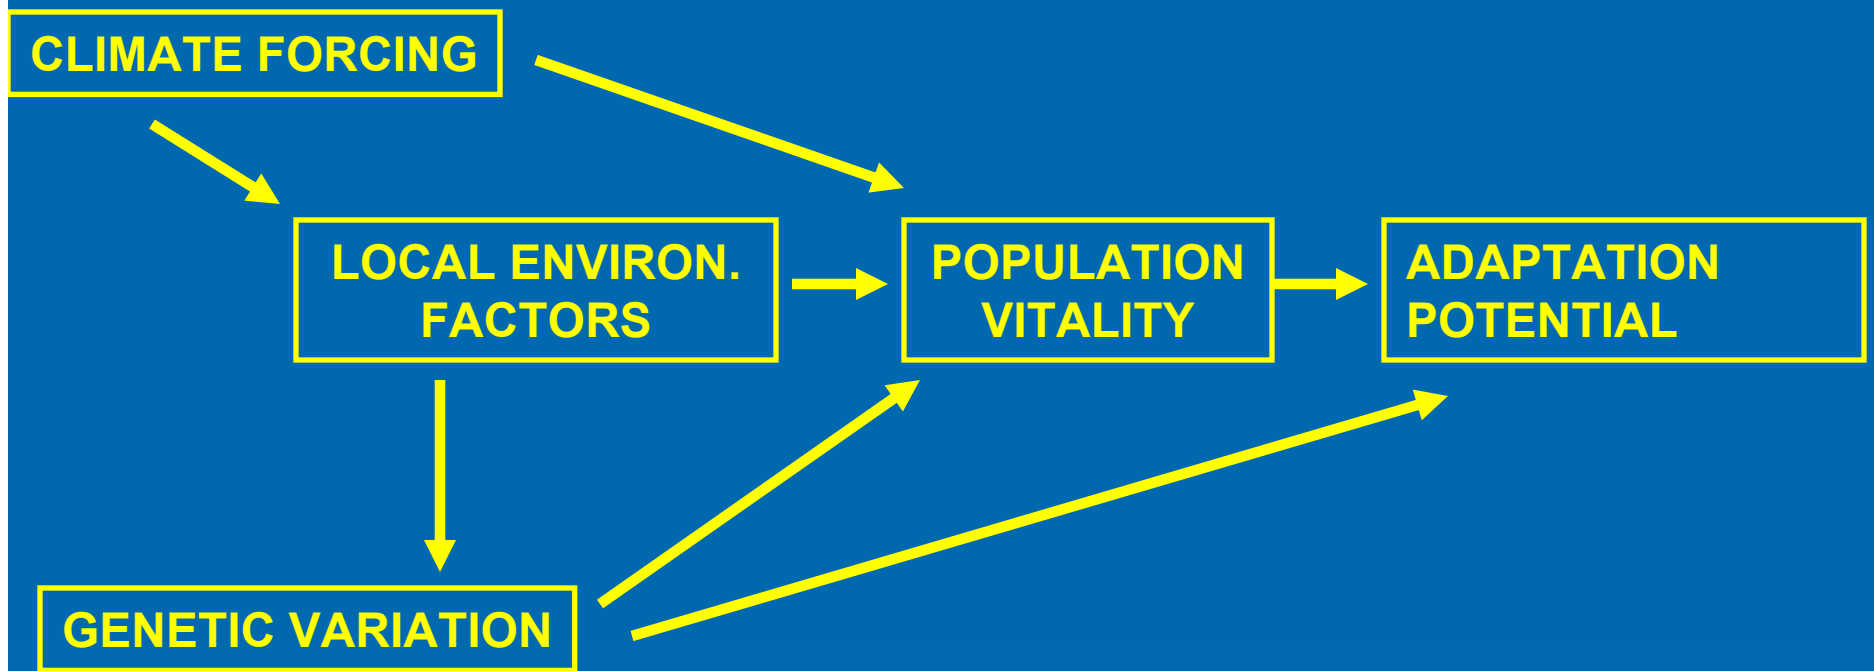 CLIMATE FORCING
LOCAL ENVIRON.
FACTORS
POPULATION
VITALITY
ADAPTATION
POTENTIAL
GENETIC VARIATION